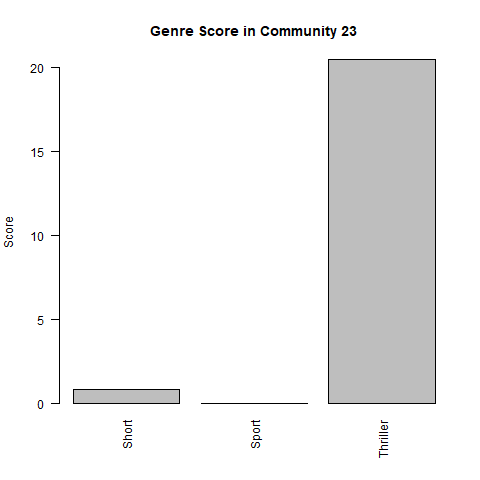 Genre Score in Community 23
Score
20
15
10
5
0
Short
Sport
Thriller